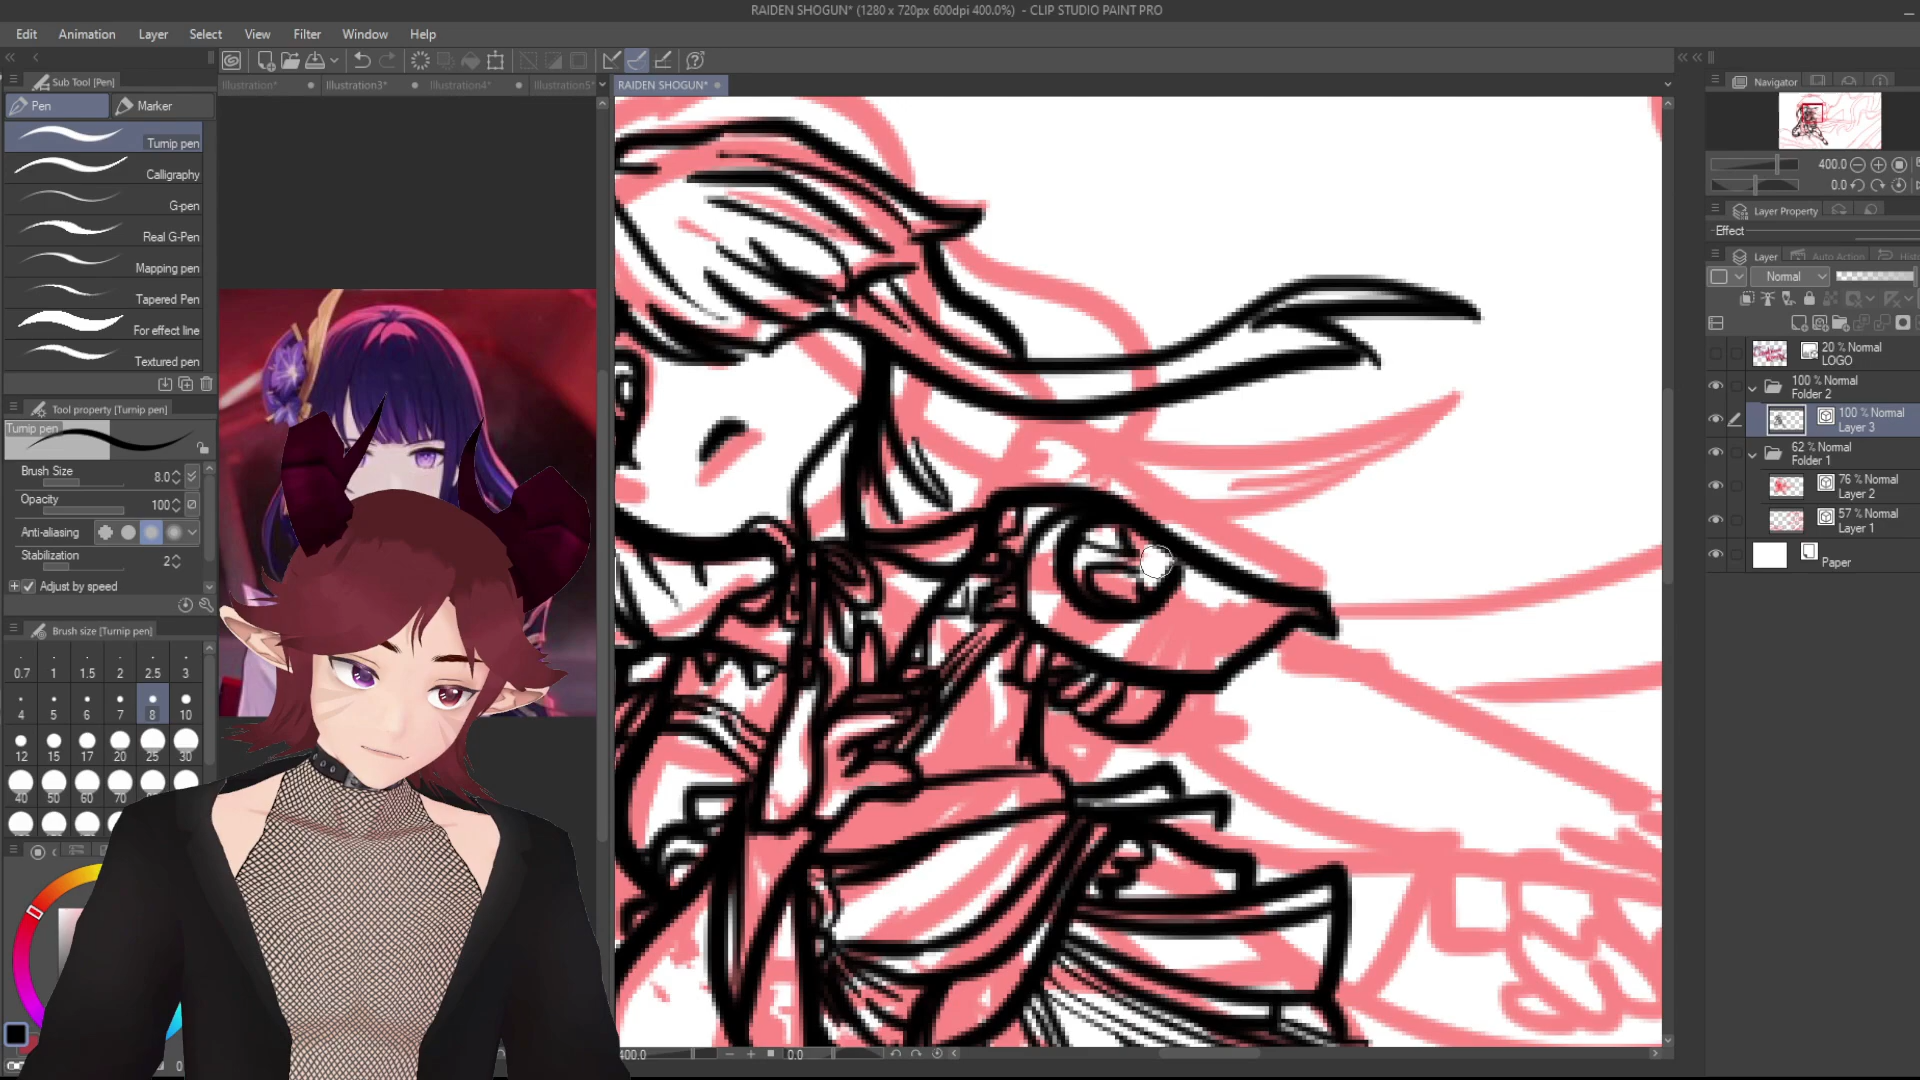 RAIDEN SHOGUN* (1280 x 720px 600dpi 400.0%) - CLIP STUDIO PAINT PRO
Edit Animation Layer Select View Filter Window Help
Sub Tool [Pen]
Illustration* Illustration3* Illustration4* Illustration5* RAIDEN SHOGUN*
Pen Marker
Turnip pen
Calligraphy
G-pen
Real G-Pen
Mapping pen
Tapered Pen
For effect line
Textured pen
Tool property [Turnip pen]
Turnip pen
Brush Size 8.0
Opacity 100
Anti-aliasing
Stabilization 2
Adjust by speed
Brush size [Turnip pen]
0.7 1 1.5 2 2.5 3
4 5 6 7 8 10
12 15 17 20 25 30
40 50 60 70
400.0 0.0
Navigator
400.0
0.0
Layer Property
Effect
Layer Auto Action
Normal
20 % Normal
LOGO
100 % Normal
Folder 2
100 % Normal
Layer 3
62 % Normal
Folder 1
76 % Normal
Layer 2
57 % Normal
Layer 1
Paper